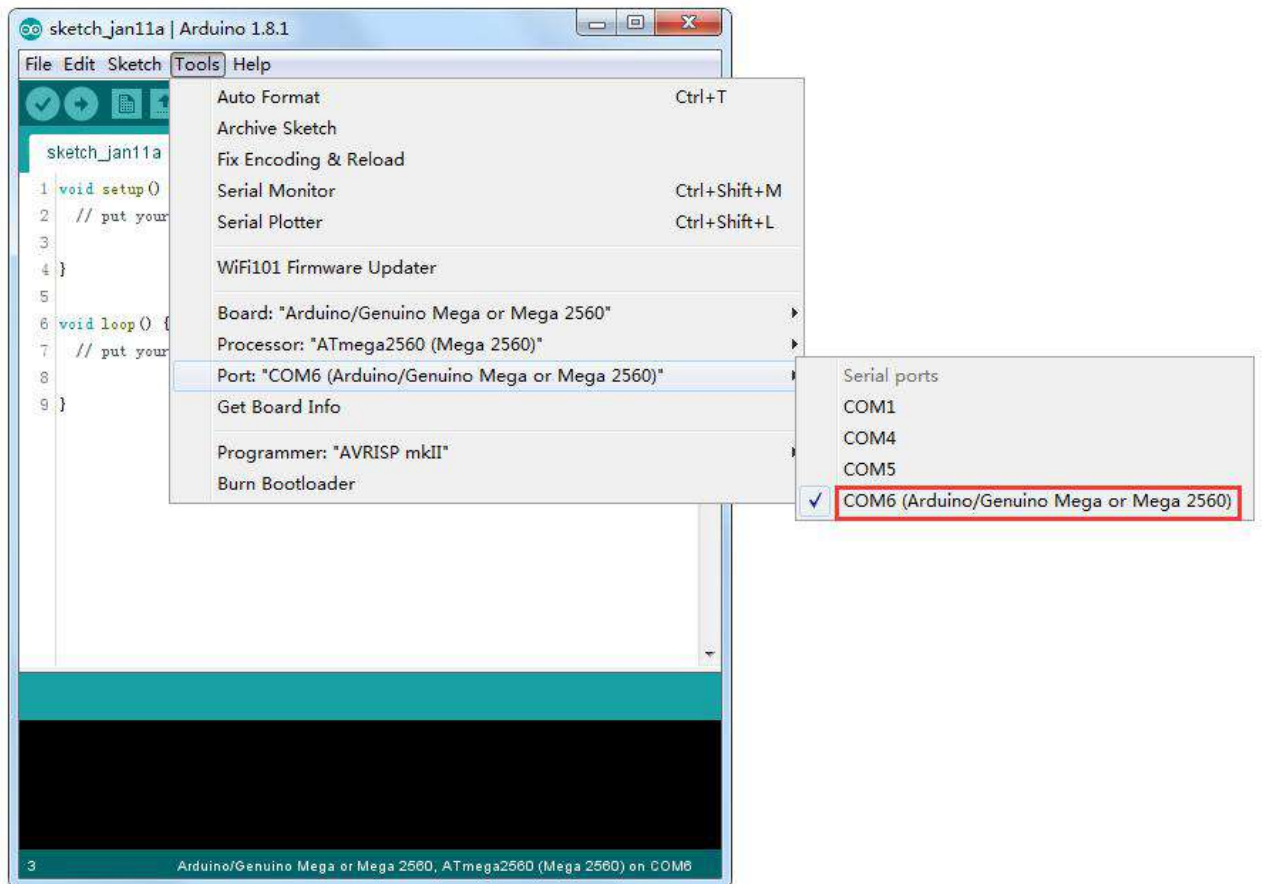 sketch_jan11a | Arduino 1.8.1
File Edit Sketch Tools Help
Auto Format Ctrl+T
Archive Sketch
Fix Encoding & Reload
Serial Monitor Ctrl+Shift+M
Serial Plotter Ctrl+Shift+L
WiFi101 Firmware Updater
Board: "Arduino/Genuino Mega or Mega 2560"
Processor: "ATmega2560 (Mega 2560)"
Port: "COM6 (Arduino/Genuino Mega or Mega 2560)"
Get Board Info
Programmer: "AVRISP mkII"
Burn Bootloader
Serial ports
COM1
COM4
COM5
COM6 (Arduino/Genuino Mega or Mega 2560)
sketch_jan11a
1 void setup()
2 // put your
3
4 }
5
6 void loop() {
7 // put your
8
9 }
3 Arduino/Genuino Mega or Mega 2560, ATmega2560 (Mega 2560) on COM6